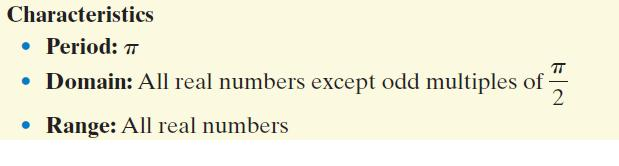 Characteristics
• Period: π
• Domain: All real numbers except odd multiples of π/2
• Range: All real numbers